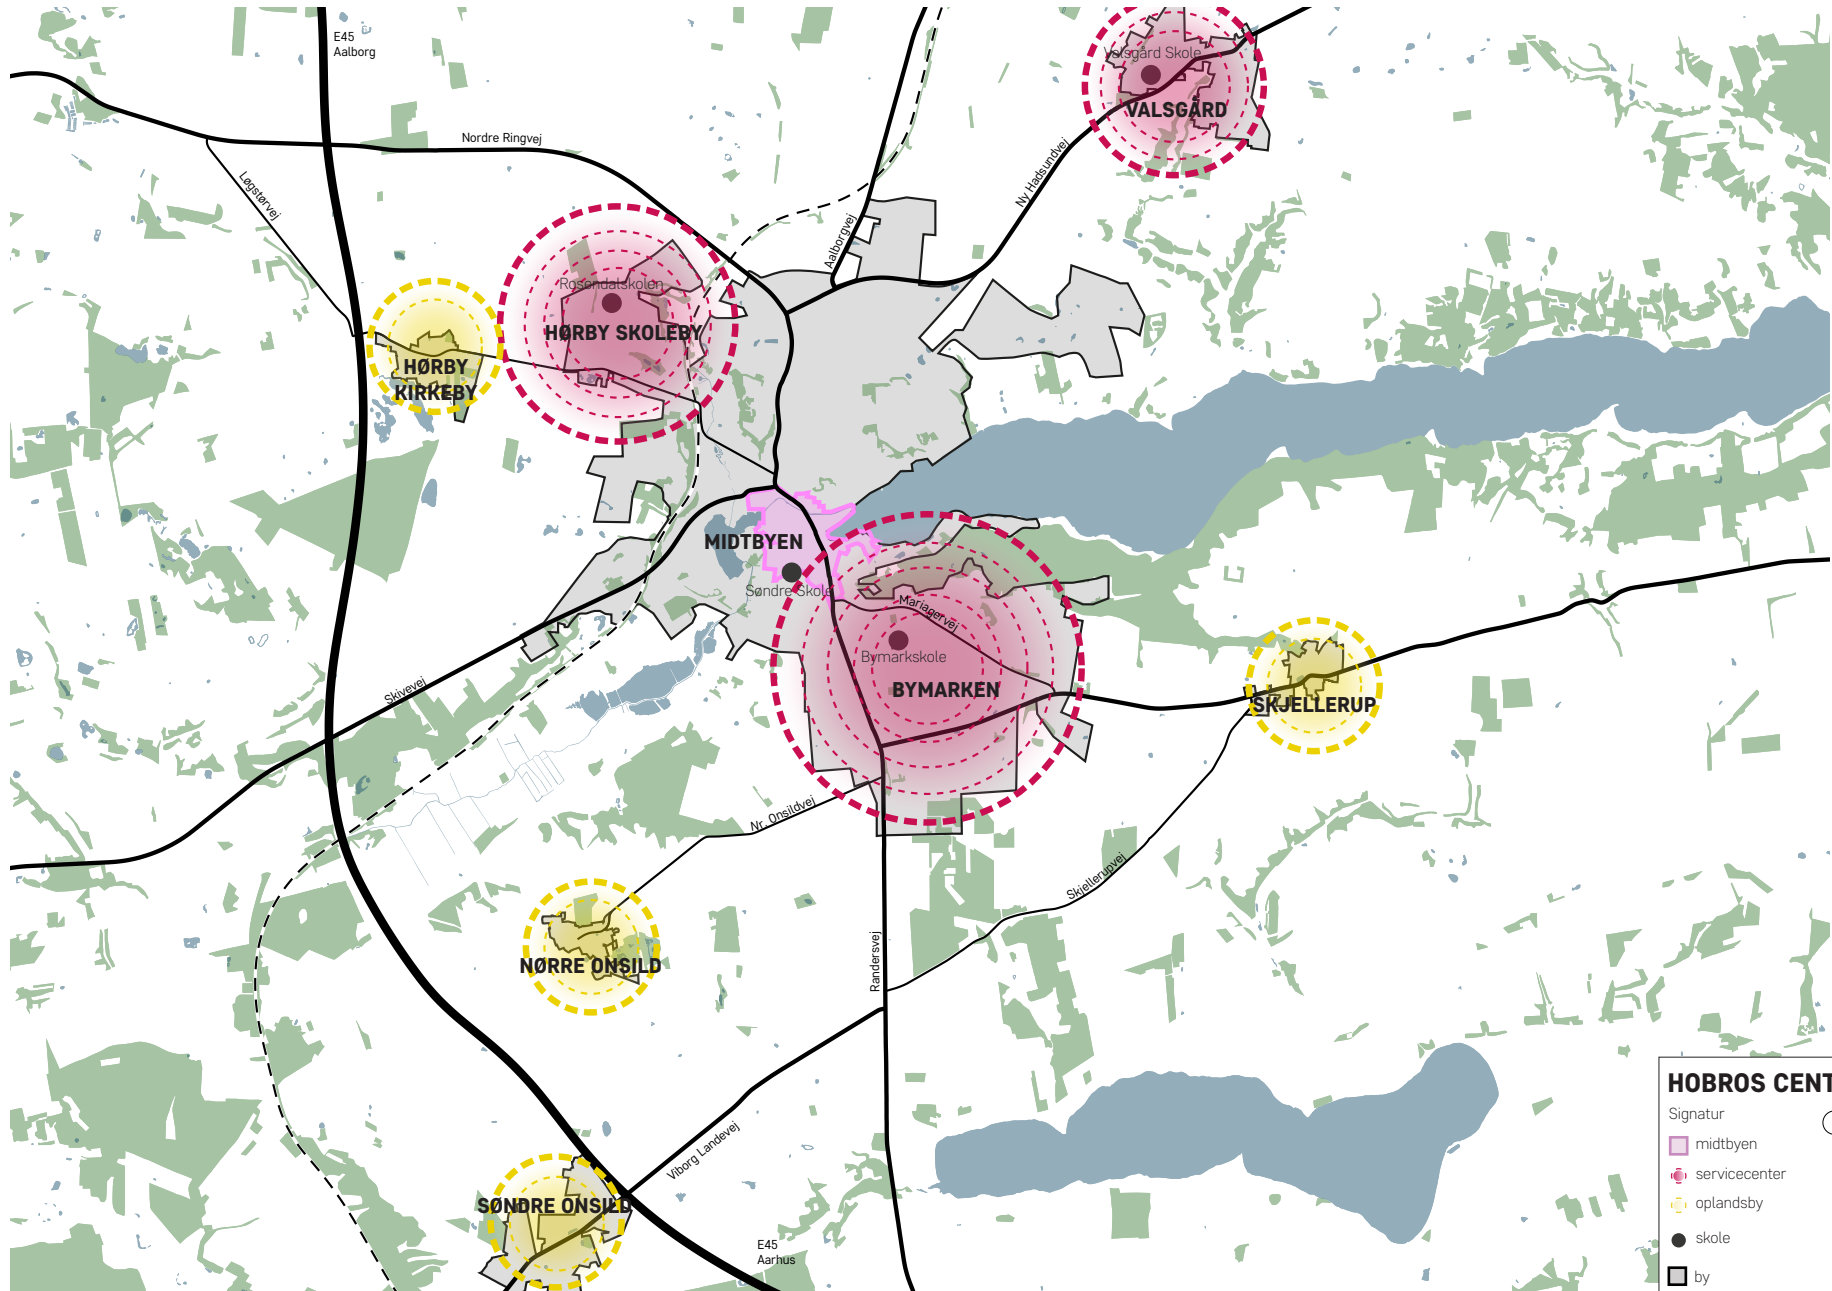 E45
Aalborg
Valsgård Skole
VALSGÅRD
Nordre Ringvej
Løgstørvej
Ny Hadsundvej
Aalborgvej
Rosendalskolen
HØRBY SKOLEBY
HØRBY
KIRKEBY
MIDTBYEN
Søndre Skole
Mariagervej
Bymarkskole
BYMARKEN
Skivevej
SKJELLERUP
Nr. Onsildvej
Skjellerupvej
NØRRE ONSILD
Randersvej
Viborg Landevej
SØNDRE ONSILD
E45
Aarhus
HOBROS CENT
Signatur
midtbyen
servicecenter
oplandsby
skole
by